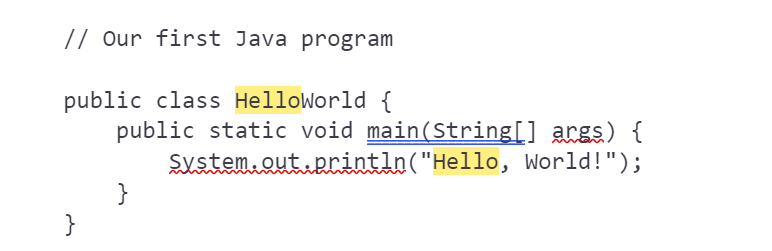 // Our first Java program
public class HelloWorld {
public static void main(String[] args) {
System.out.println("Hello, World!");
}
}